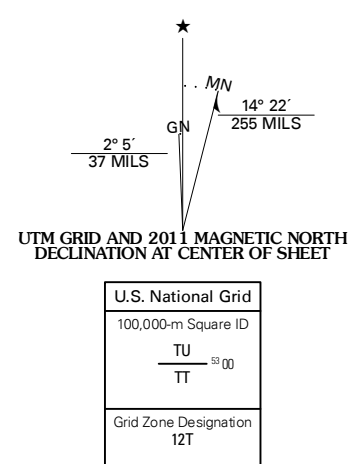 ★
MN
GN
14° 22´
255 MILS
2° 5´
37 MILS
UTM GRID AND 2011 MAGNETIC NORTH
DECLINATION AT CENTER OF SHEET
U.S. National Grid
100,000-m Square ID
TU
53 00
TT
Grid Zone Designation
12T